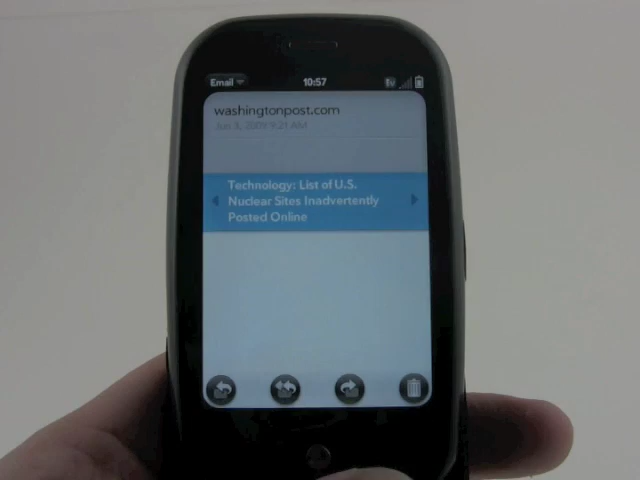 Email
10:57
washingtonpost.com
Jun 3, 2009 9:21 AM
Technology: List of U.S.
Nuclear Sites Inadvertently
Posted Online